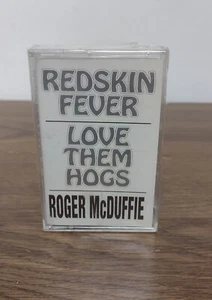 REDSKIN
FEVER
LOVE
THEM
HOGS
ROGER McDUFFIE